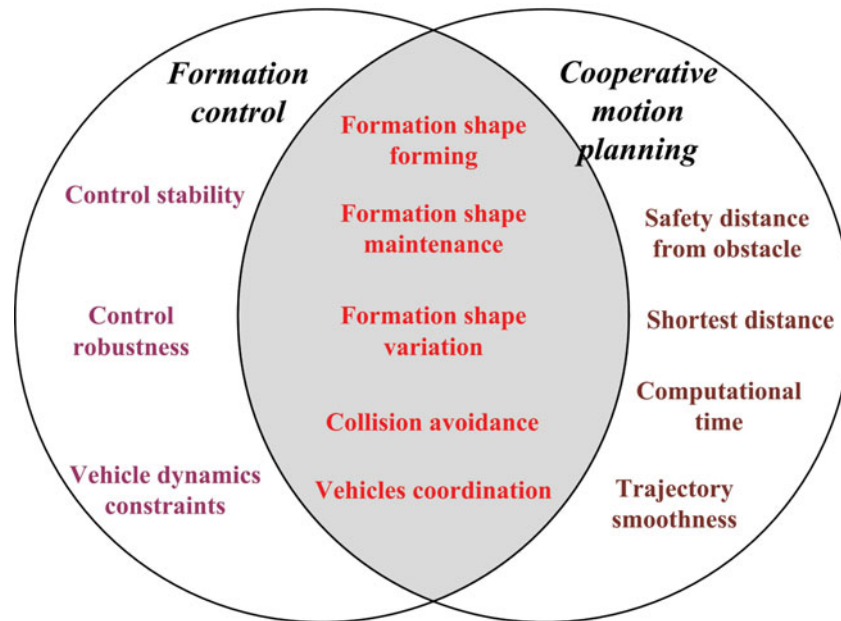 Formation
control
Control stability
Control
robustness
Vehicle dynamics
constraints
Formation shape
forming
Formation shape
maintenance
Formation shape
variation
Collision avoidance
Vehicles coordination
Cooperative
motion
planning
Safety distance
from obstacle
Shortest distance
Computational
time
Trajectory
smoothness